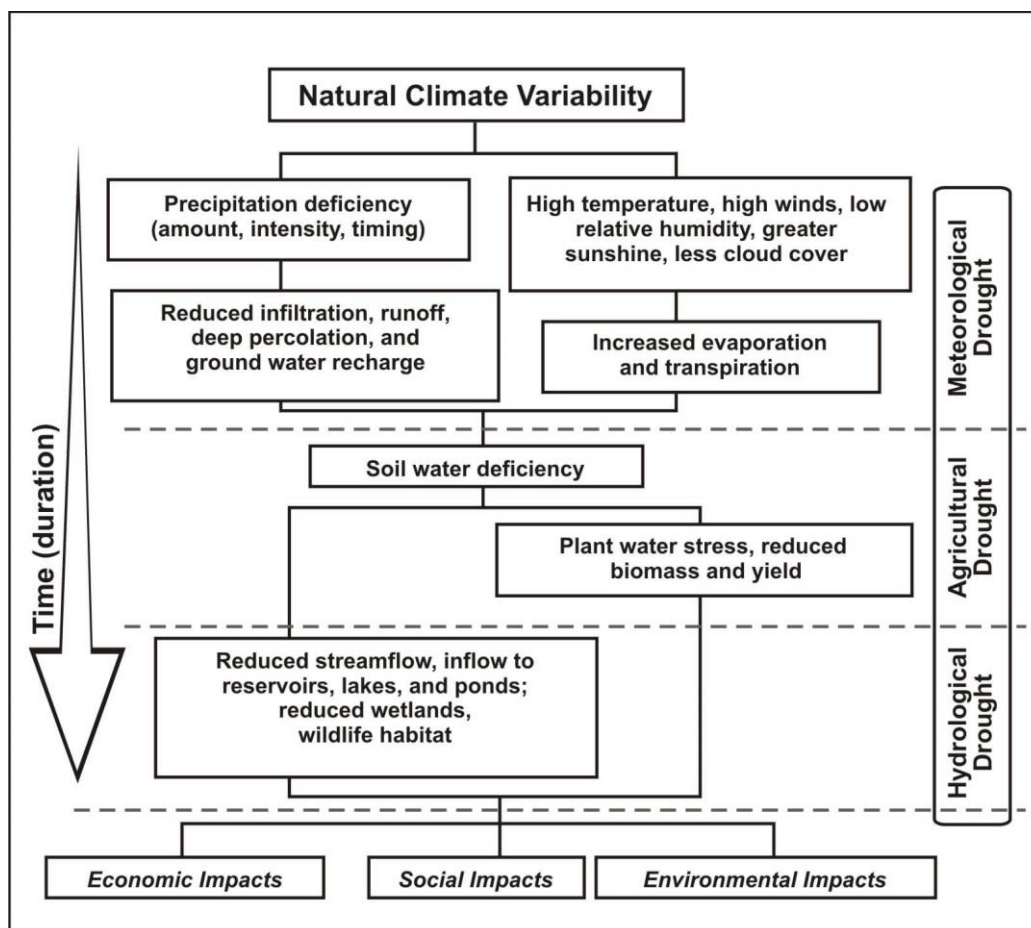 Natural Climate Variability
Precipitation deficiency
(amount, intensity, timing)
High temperature, high winds, low
relative humidity, greater
sunshine, less cloud cover
Reduced infiltration, runoff,
deep percolation, and
ground water recharge
Increased evaporation
and transpiration
Soil water deficiency
Plant water stress, reduced
biomass and yield
Reduced streamflow, inflow to
reservoirs, lakes, and ponds;
reduced wetlands,
wildlife habitat
Economic Impacts
Social Impacts
Environmental Impacts
Time (duration)
Meteorological
Drought
Agricultural
Drought
Hydrological
Drought